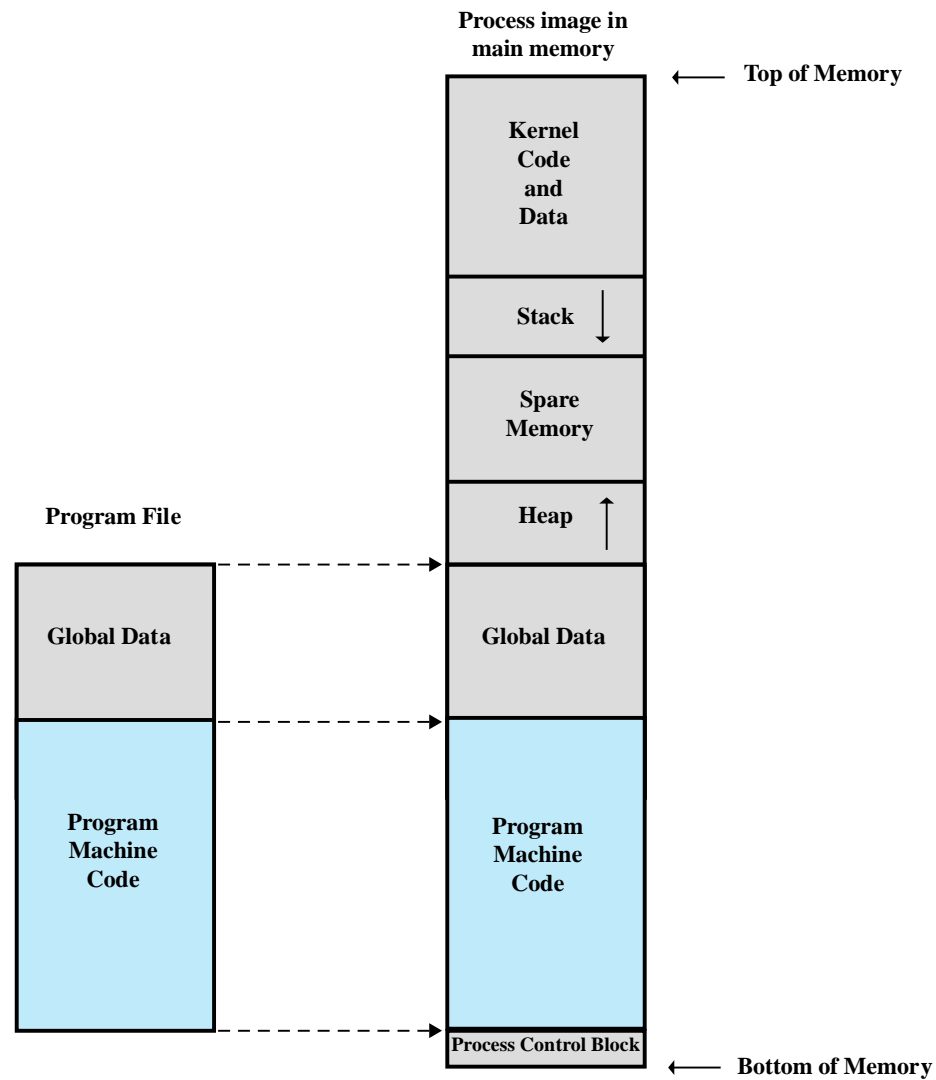 Process image in
main memory
Top of Memory
Kernel
Code
and
Data
Stack
Spare
Memory
Heap
Program File
Global Data
Global Data
Program
Machine
Code
Program
Machine
Code
Process Control Block
Bottom of Memory